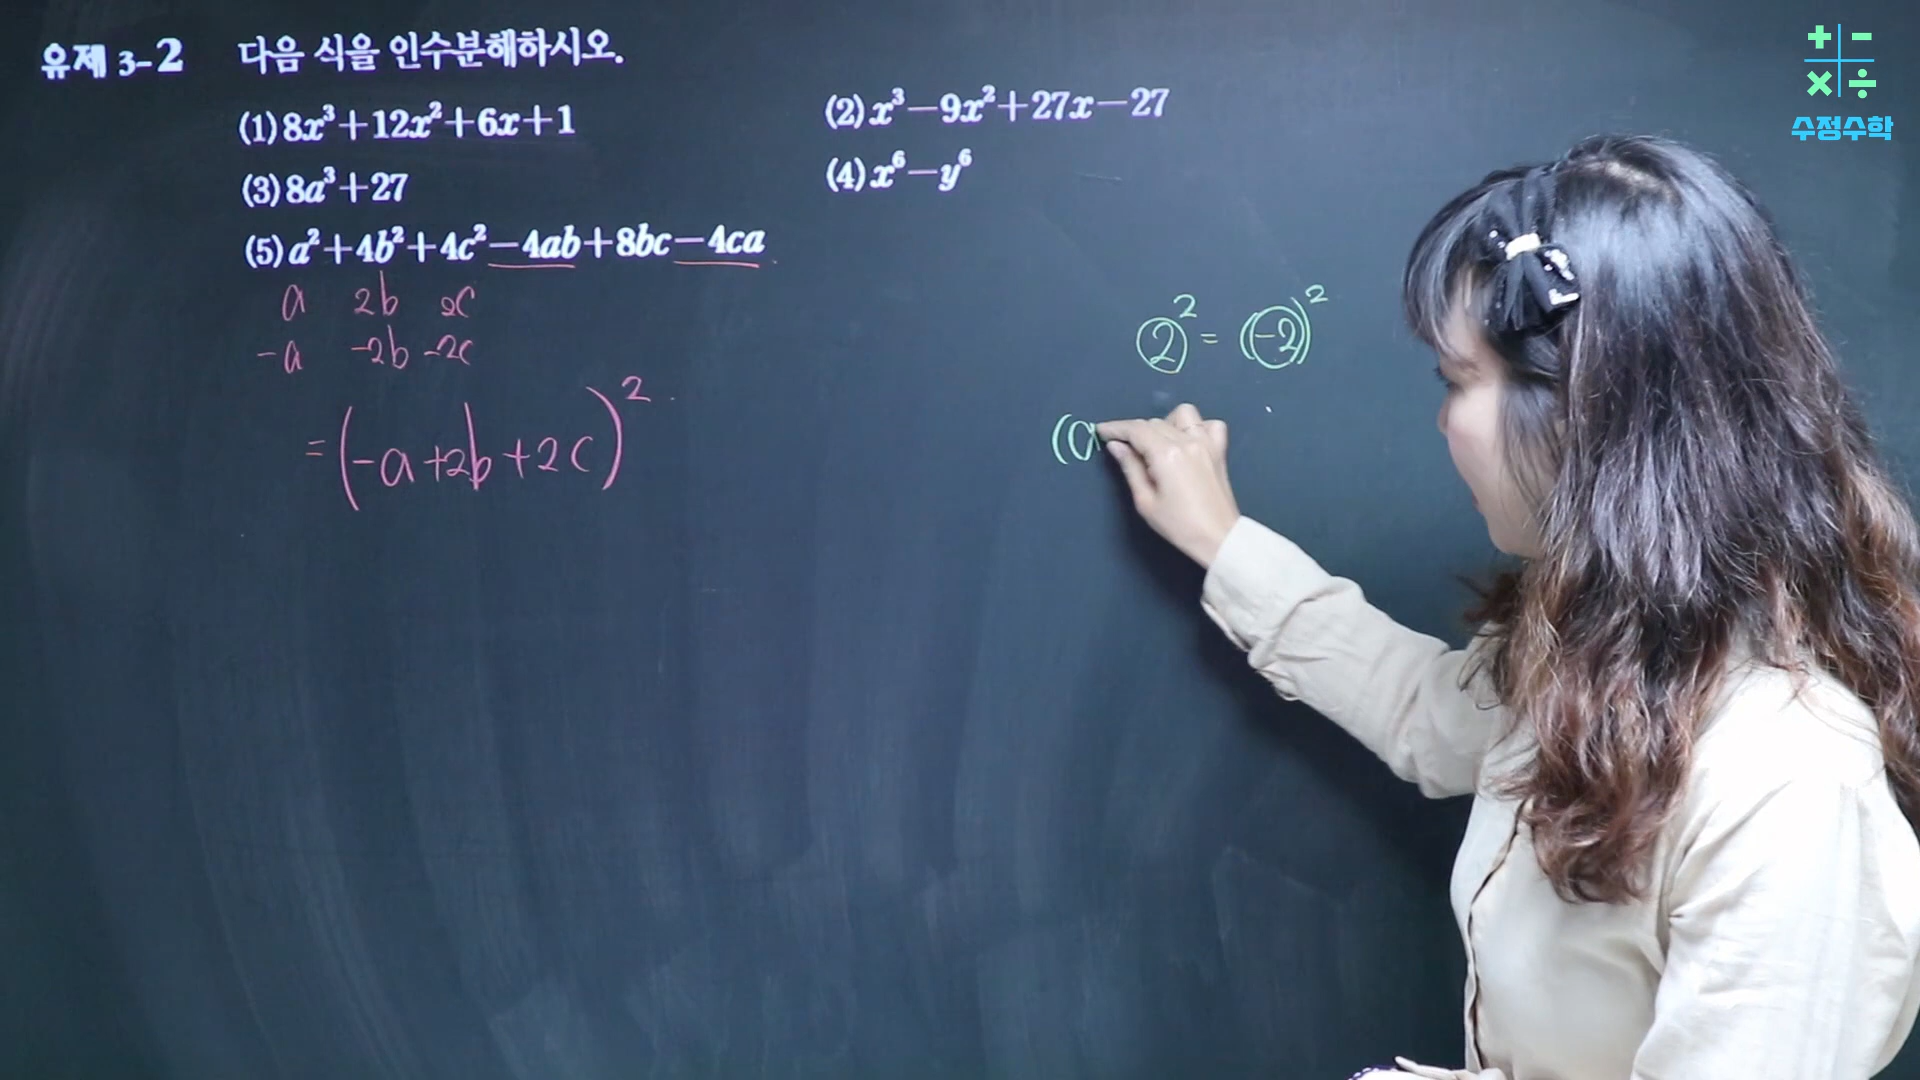 유제 3-2 다음 식을 인수분해하시오.
(1) 8x³+12x²+6x+1 (2) x³-9x²+27x-27
(3) 8a³+27 (4) x⁶-y⁶
(5) a²+4b²+4c²-4ab+8bc-4ca
a 2b 2c
-a -2b -2c
=(-a+2b+2c)²
2²=(-2)²
(a
수정수학